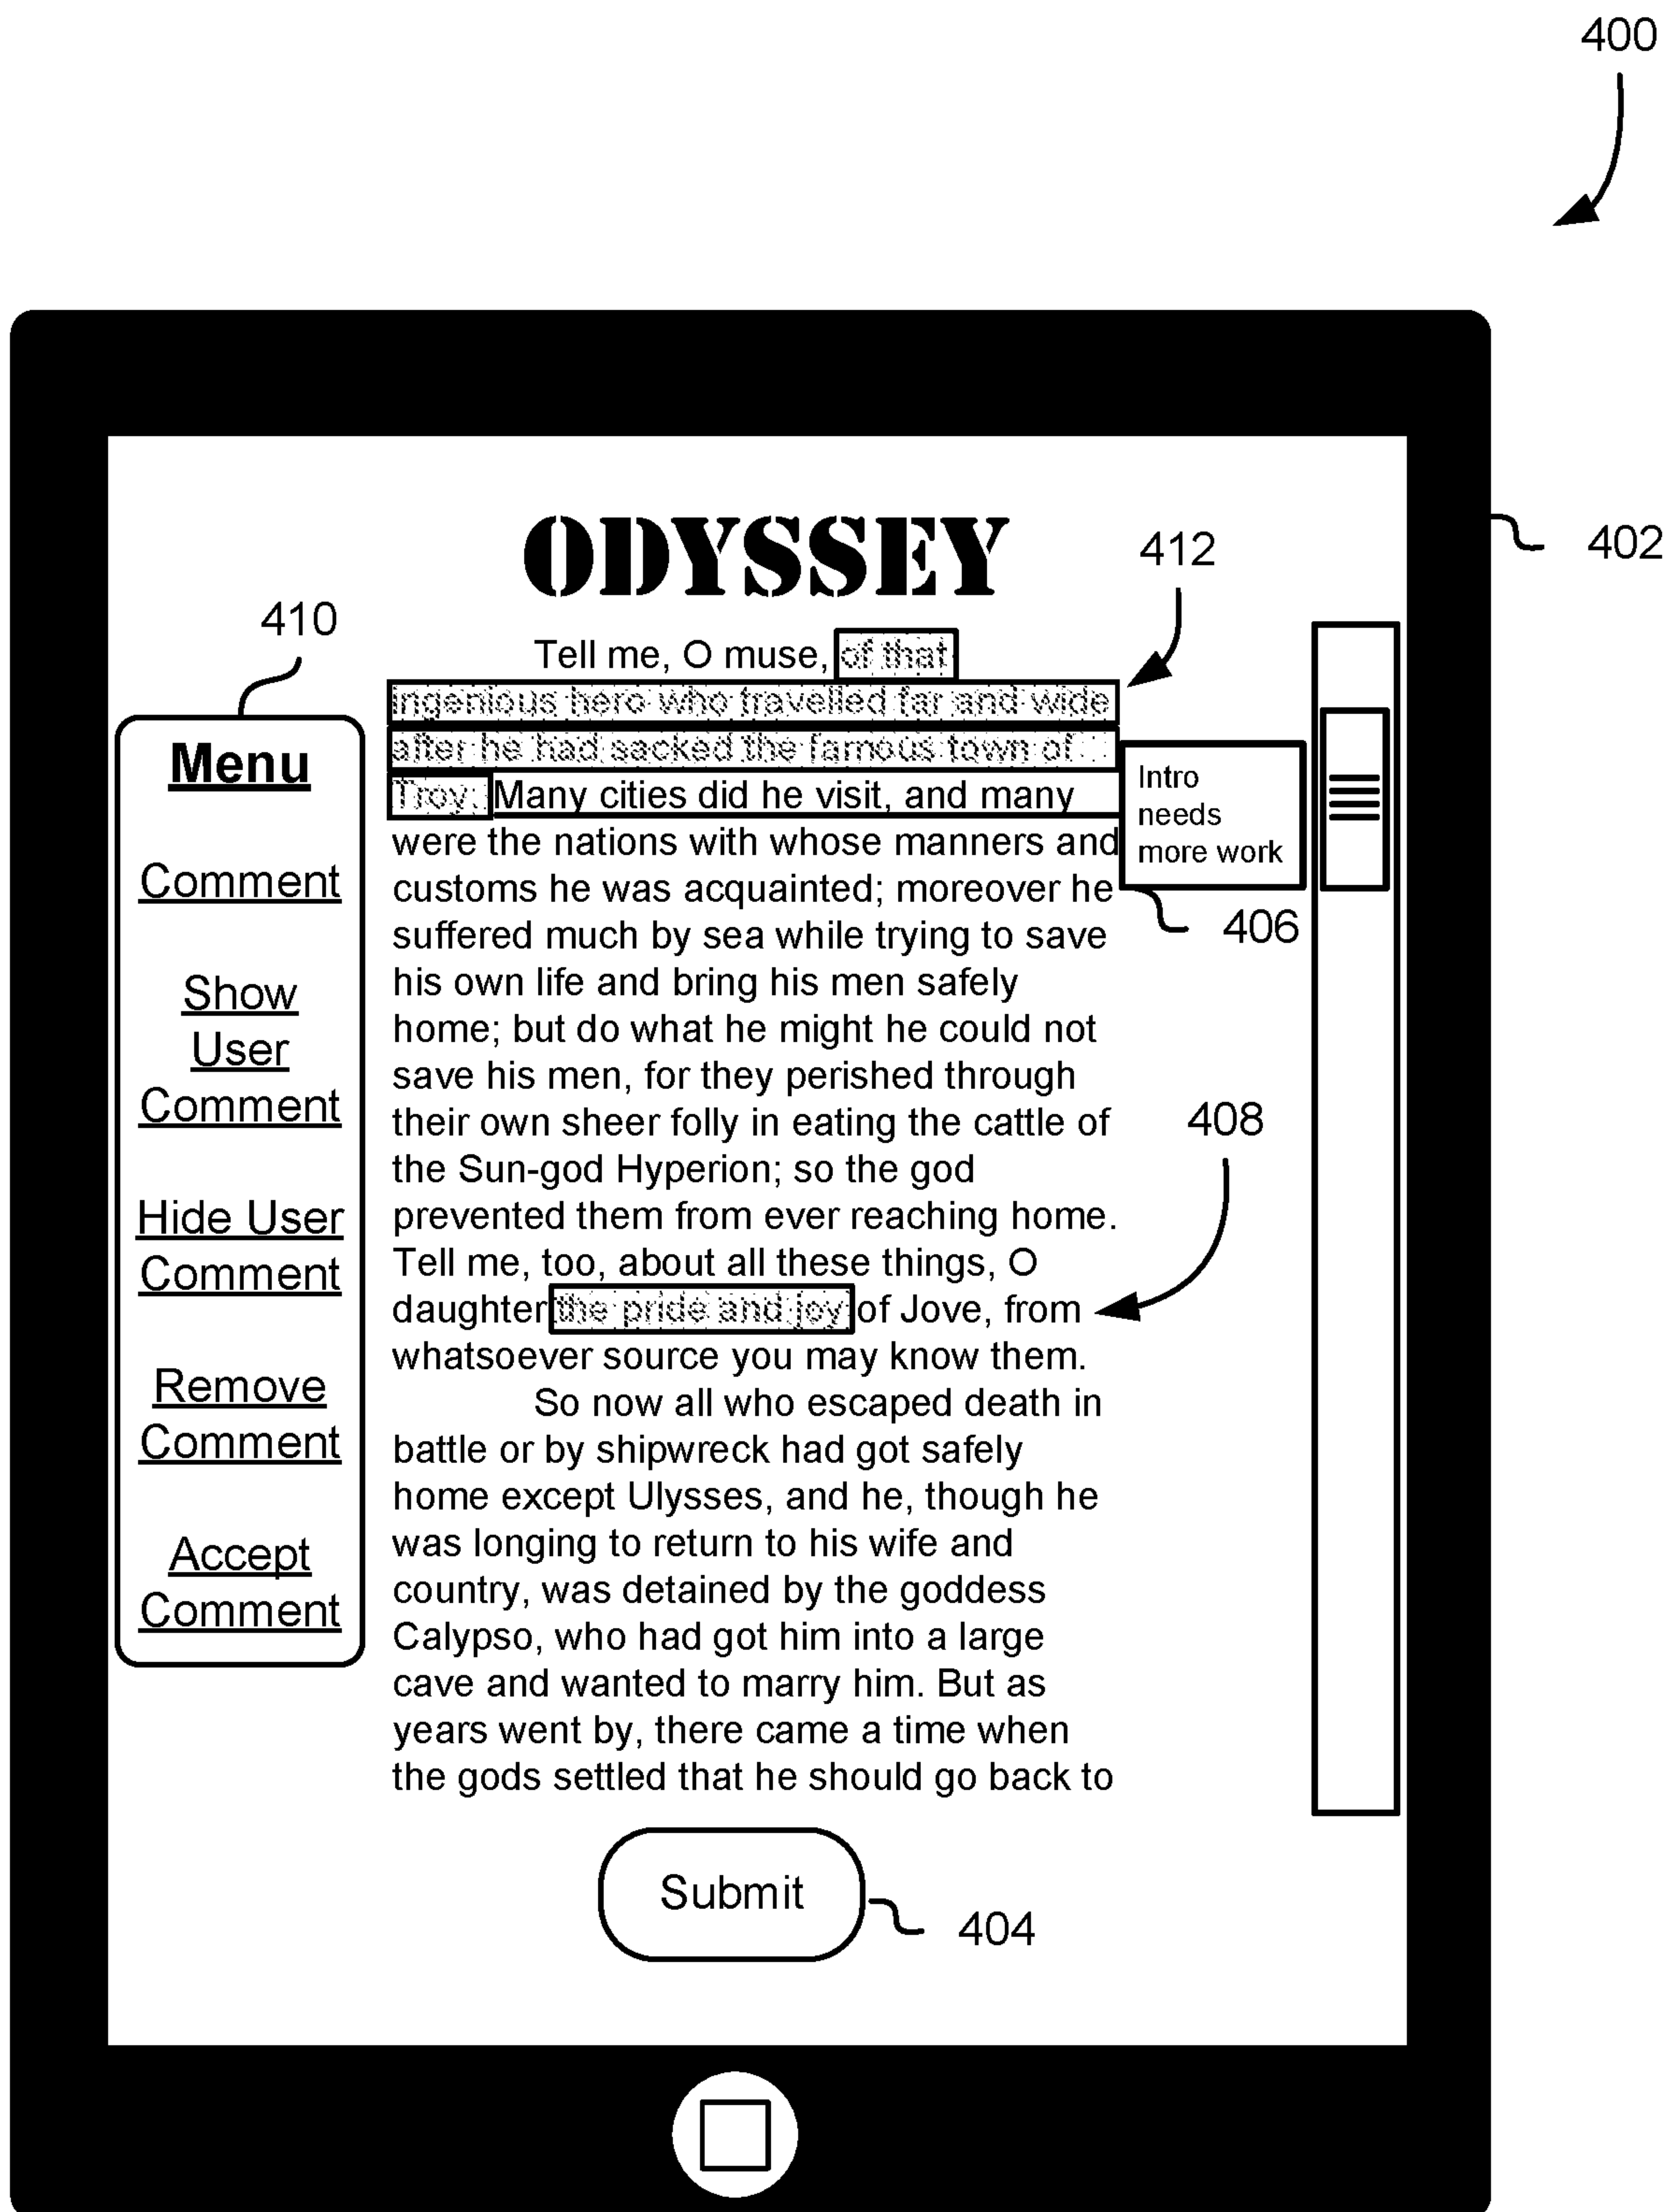 400
402
ODYSSEY
412
410
Tell me, O muse, of that
ingenious hero who travelled far and wide
after he had sacked the famous town of
Troy. Many cities did he visit, and many
were the nations with whose manners and
customs he was acquainted; moreover he
suffered much by sea while trying to save
his own life and bring his men safely
home; but do what he might he could not
save his men, for they perished through
their own sheer folly in eating the cattle of
the Sun-god Hyperion; so the god
prevented them from ever reaching home.
Tell me, too, about all these things, O
daughter the pride and joy of Jove, from
whatsoever source you may know them.
So now all who escaped death in
battle or by shipwreck had got safely
home except Ulysses, and he, though he
was longing to return to his wife and
country, was detained by the goddess
Calypso, who had got him into a large
cave and wanted to marry him. But as
years went by, there came a time when
the gods settled that he should go back to
Menu
Comment
Show
User
Comment
Hide User
Comment
Remove
Comment
Accept
Comment
Intro
needs
more work
406
408
Submit
404